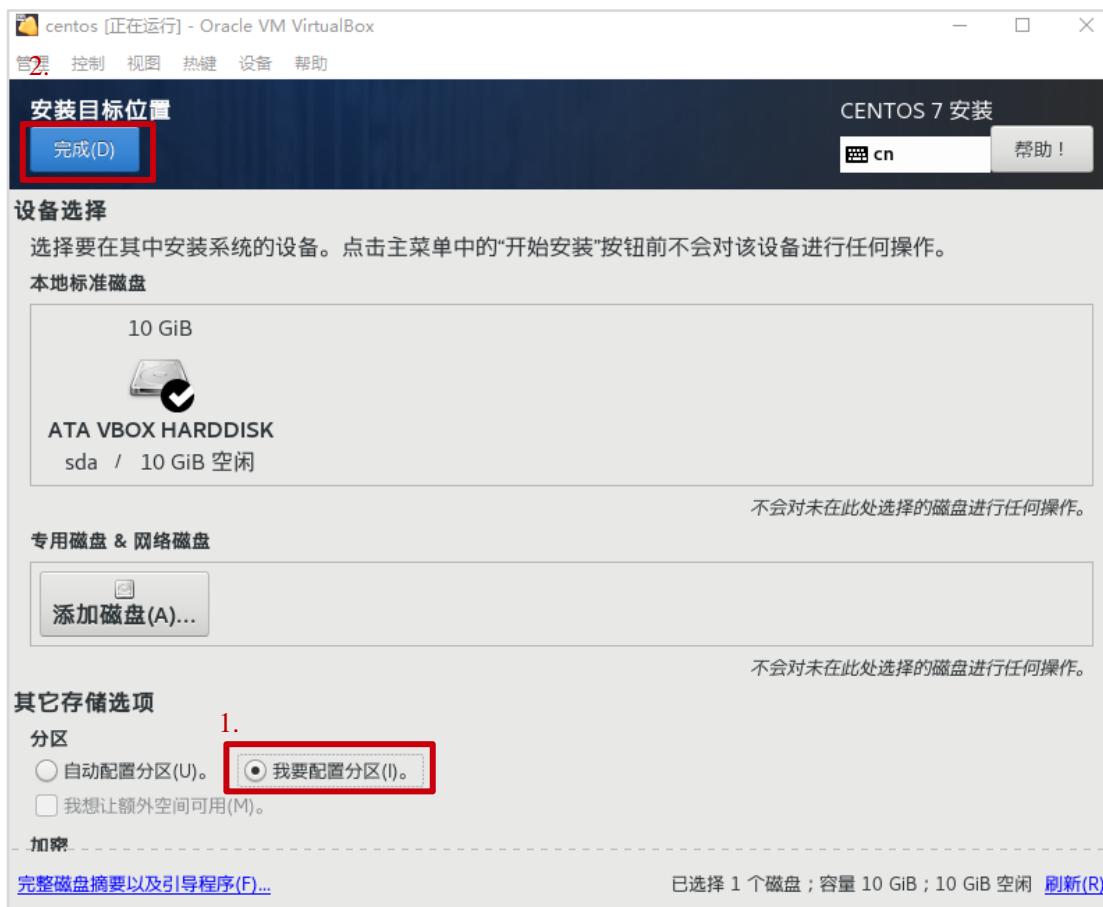 centos [正在运行] - Oracle VM VirtualBox
管理 控制 视图 热键 设备 帮助
2.
安装目标位置
CENTOS 7 安装
完成(D)
cn
帮助！
设备选择
选择要在其中安装系统的设备。点击主菜单中的“开始安装”按钮前不会对该设备进行任何操作。
本地标准磁盘
10 GiB
ATA VBOX HARDDISK
sda / 10 GiB 空闲
不会对未在此处选择的磁盘进行任何操作。
专用磁盘 & 网络磁盘
添加磁盘(A)...
不会对未在此处选择的磁盘进行任何操作。
其它存储选项
1.
分区
自动配置分区(U)。 我要配置分区(I)。
我想让额外空间可用(M)。
加密
完整磁盘摘要以及引导程序(F)... 已选择 1 个磁盘；容量 10 GiB；10 GiB 空闲 刷新(R)